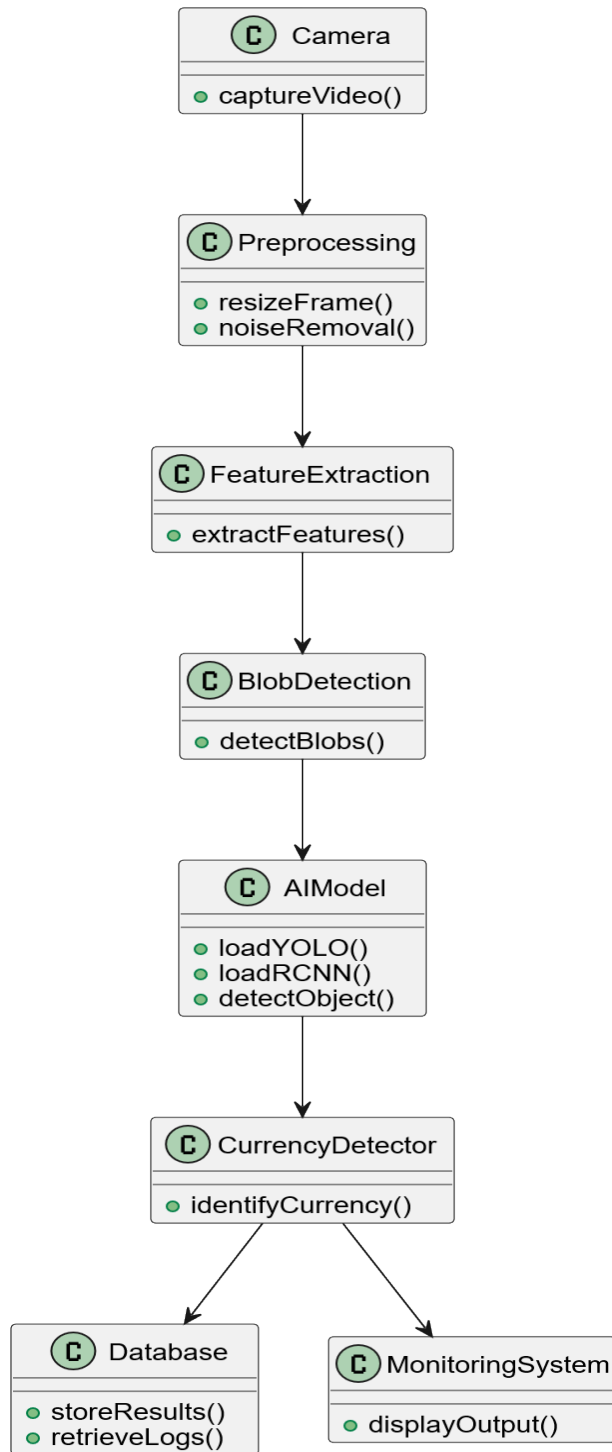 C Camera
captureVideo()
C Preprocessing
resizeFrame()
noiseRemoval()
C FeatureExtraction
extractFeatures()
C BlobDetection
detectBlobs()
C AIModel
loadYOLO()
loadRCNN()
detectObject()
C CurrencyDetector
identifyCurrency()
C Database
storeResults()
retrieveLogs()
C MonitoringSystem
displayOutput()